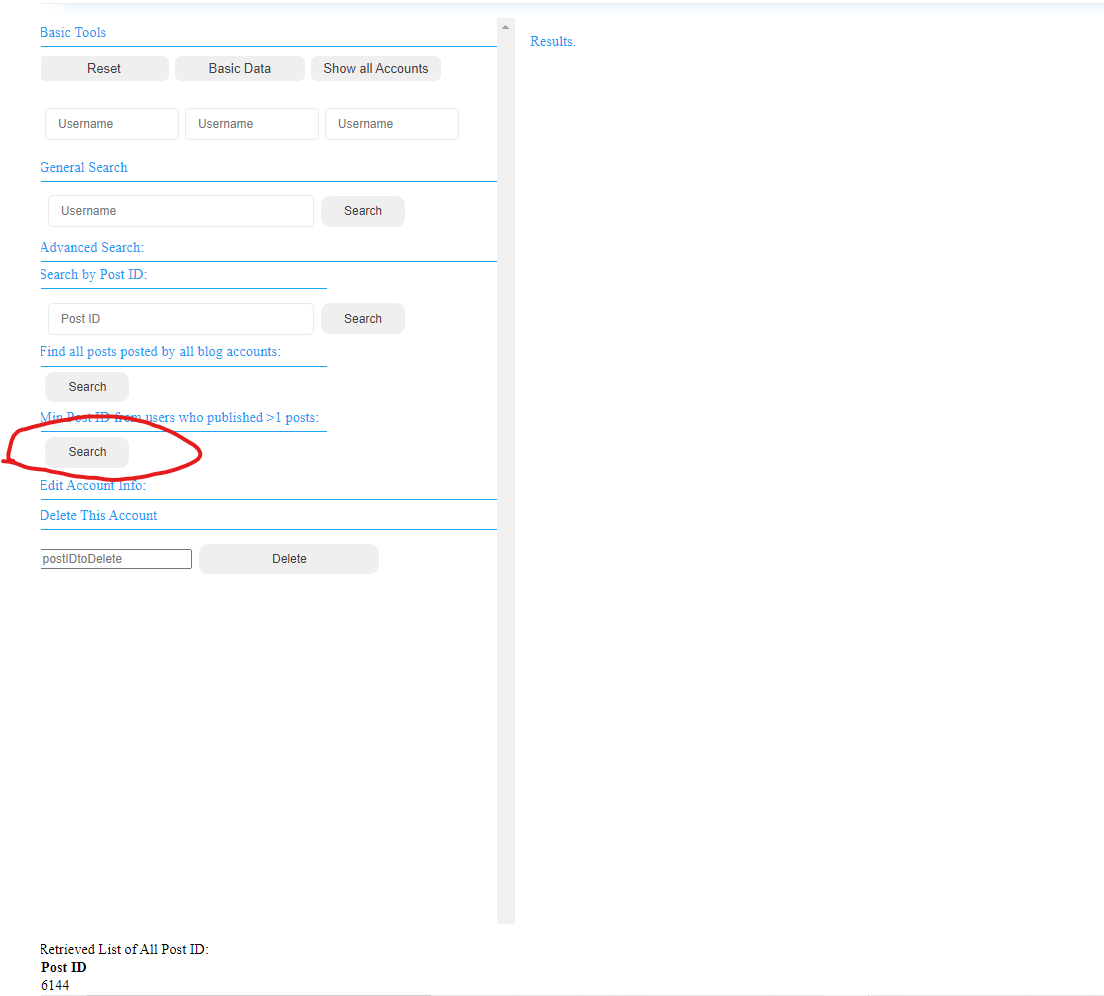 Basic Tools
Reset Basic Data Show all Accounts
Username Username Username
General Search
Username Search
Advanced Search:
Search by Post ID:
Post ID Search
Find all posts posted by all blog accounts:
Search
Min Post ID from users who published >1 posts:
Search
Edit Account Info:
Delete This Account
postIDtoDelete Delete
Results.
Retrieved List of All Post ID:
Post ID
6144